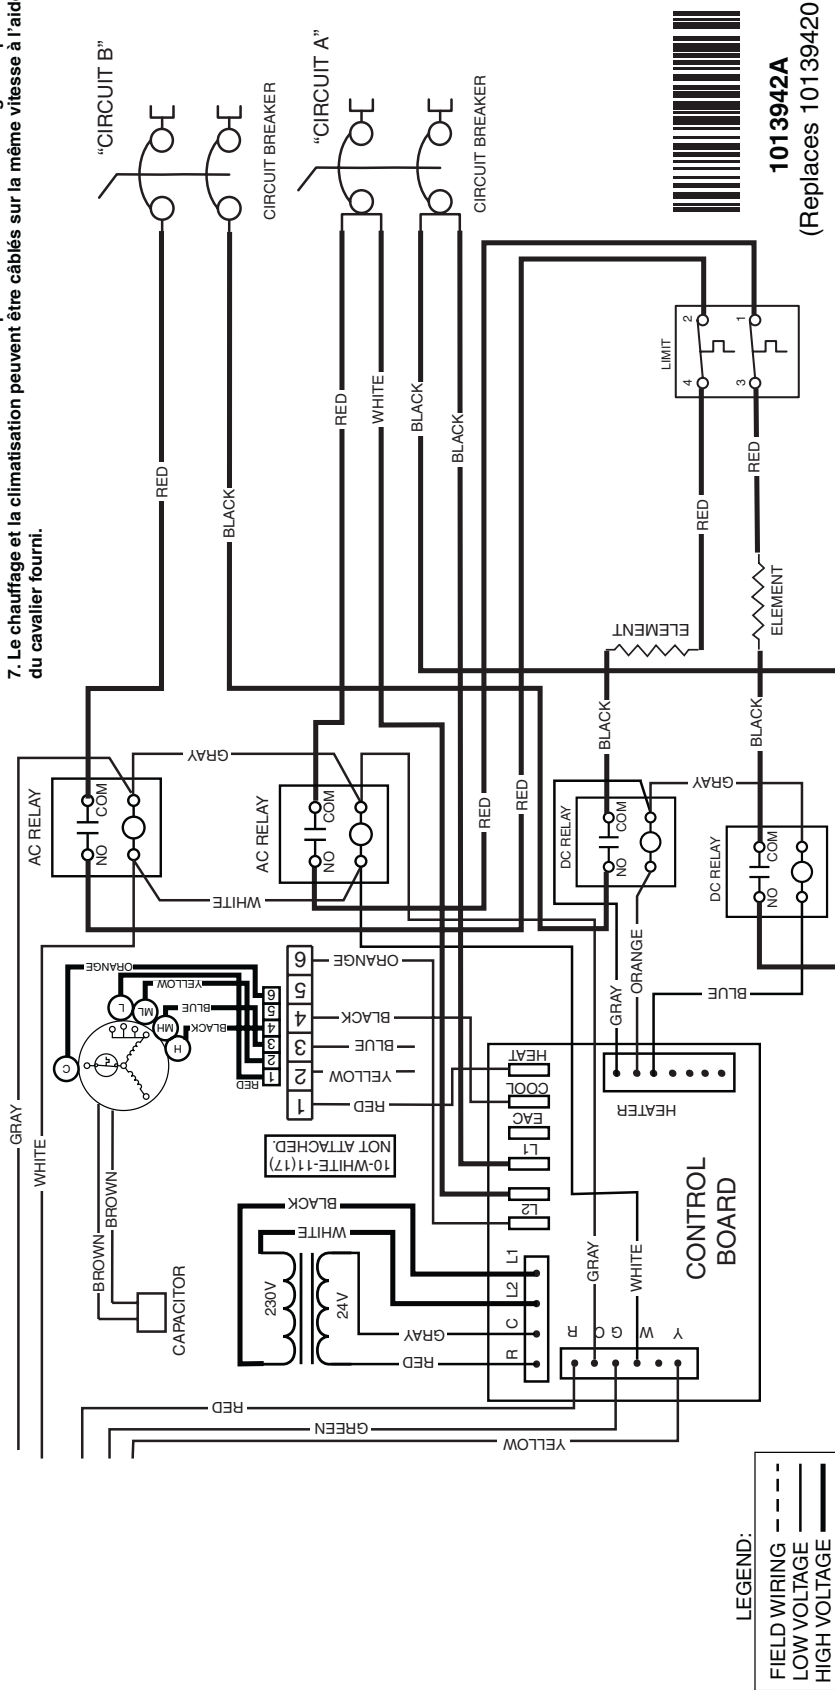 7. Le chauffage et la climatisation peuvent être câblés sur la même vitesse à l'aid
du cavalier fourni.
"CIRCUIT B"
CIRCUIT BREAKER
"CIRCUIT A"
CIRCUIT BREAKER
1013942A
(Replaces 10139420
RED
BLACK
RED
WHITE
BLACK
BLACK
LIMIT
2
4
1
3
RED
RED
ELEMENT
ELEMENT
BLACK
BLACK
AC RELAY
COM
NO
GRAY
WHITE
AC RELAY
COM
NO
RED
RED
DC RELAY
COM
NO
GRAY
DC RELAY
COM
NO
GRAY
ORANGE
BLUE
GRAY
WHITE
ORANGE
YELLOW
BLUE
BLACK
RED
C
L
ML
MH
H
1
2
3
4
5
6
6 ORANGE
5
4 BLACK
3 BLUE
2 YELLOW
1 RED
10-WHITE-11(17)
NOT ATTACHED.
BROWN
BROWN
CAPACITOR
BLACK
WHITE
230V
24V
GRAY
RED
L1
L2
C
R
HEAT
COOL
EAC
L1
L2
HEATER
CONTROL
BOARD
GRAY
WHITE
R
C
G
W
Y
RED
GREEN
YELLOW
LEGEND:
FIELD WIRING
LOW VOLTAGE
HIGH VOLTAGE